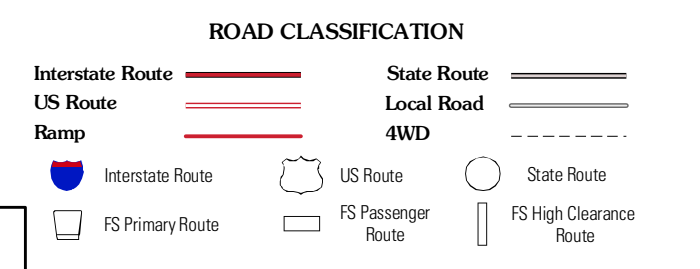 ROAD CLASSIFICATION
Interstate Route
State Route
US Route
Local Road
Ramp
4WD
Interstate Route
US Route
State Route
FS Primary Route
FS Passenger
Route
FS High Clearance
Route